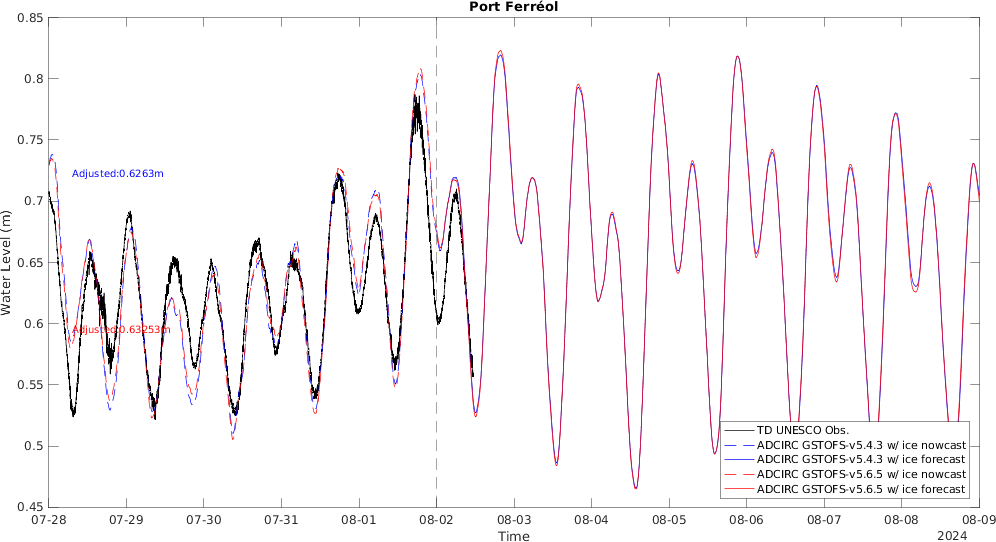 Port Ferréol
0.85
0.8
0.75
0.7
0.65
0.6
0.55
0.5
0.45
Water Level (m)
Adjusted:0.6263m
Adjusted:0.63253m
TD UNESCO Obs.
ADCIRC GSTOFS-v5.4.3 w/ ice nowcast
ADCIRC GSTOFS-v5.4.3 w/ ice forecast
ADCIRC GSTOFS-v5.6.5 w/ ice nowcast
ADCIRC GSTOFS-v5.6.5 w/ ice forecast
07-28 07-29 07-30 07-31 08-01 08-02 08-03 08-04 08-05 08-06 08-07 08-08 08-09
Time
2024